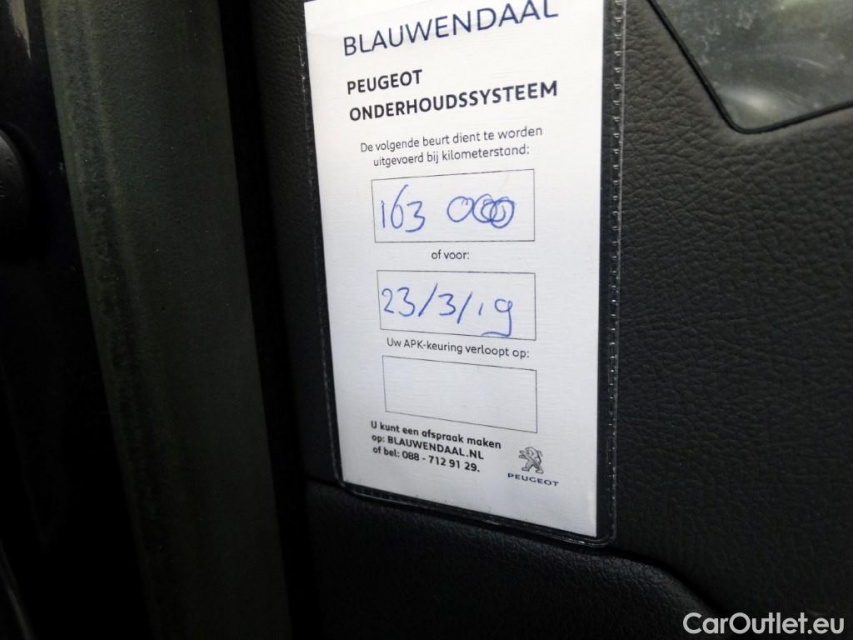 BLAUWENDAAL
PEUGEOT
ONDERHOUDSSYSTEEM
De volgende beurt dient te worden
uitgevoerd bij kilometerstand:
163 000
of voor:
23/3/19
Uw APK-keuring verloopt op:
U kunt een afspraak maken
op: BLAUWENDAAL.NL
of bel: 088 - 712 91 29.
PEUGEOT
CarOutlet.eu